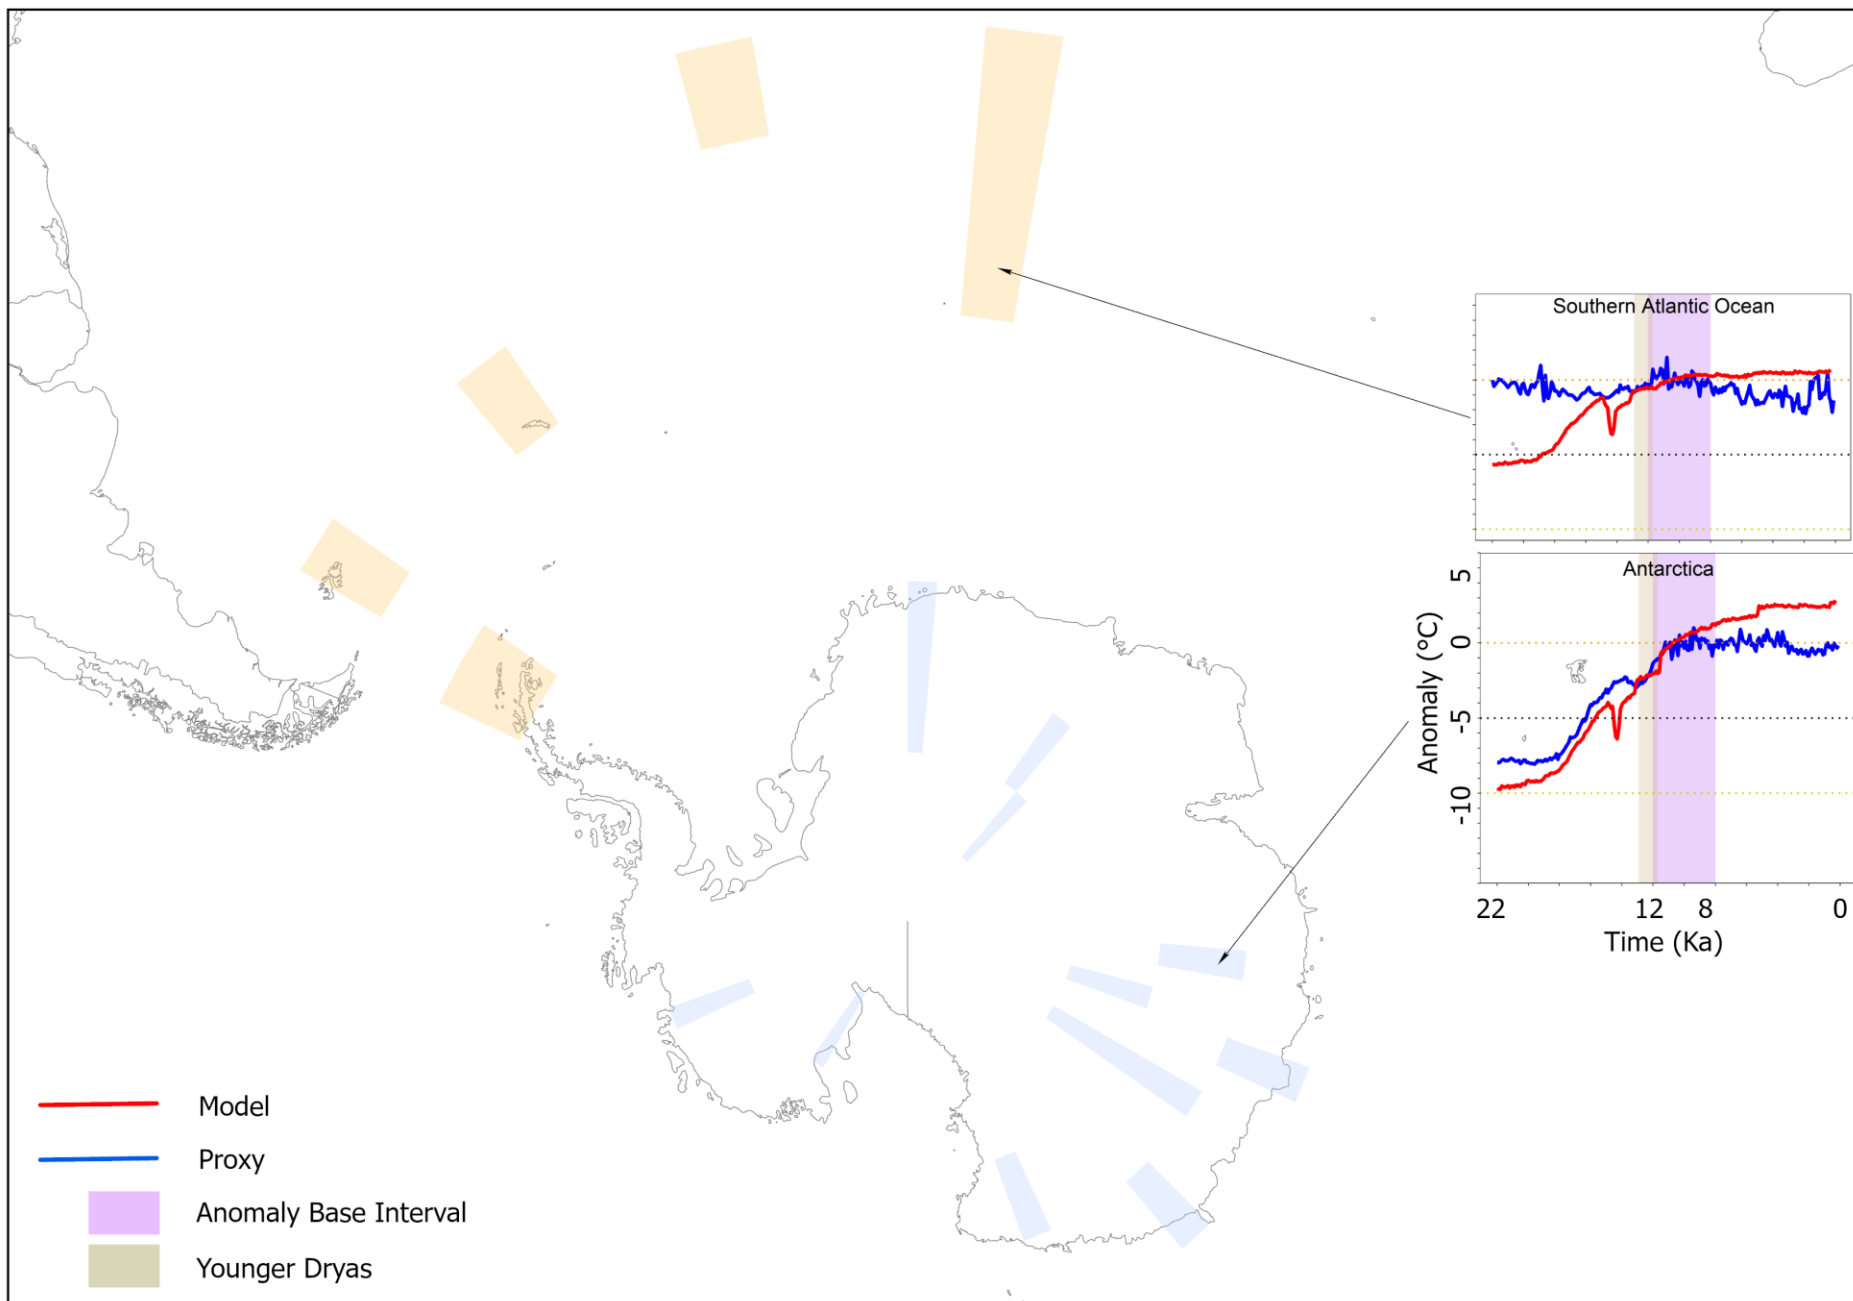 Southern Atlantic Ocean
Antarctica
5
0
-5
-10
Anomaly (°C)
22 12 8 0
Time (Ka)
Model
Proxy
Anomaly Base Interval
Younger Dryas